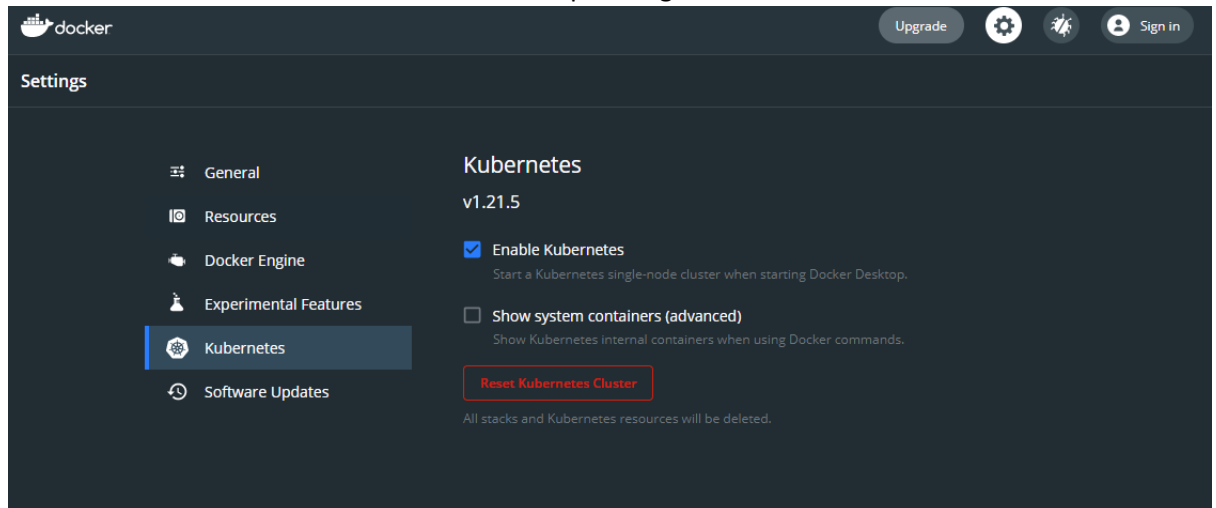 docker
Upgrade
Sign in
Settings
General
Resources
Docker Engine
Experimental Features
Kubernetes
Software Updates
Kubernetes
v1.21.5
Enable Kubernetes
Start a Kubernetes single-node cluster when starting Docker Desktop.
Show system containers (advanced)
Show Kubernetes internal containers when using Docker commands.
Reset Kubernetes Cluster
All stacks and Kubernetes resources will be deleted.